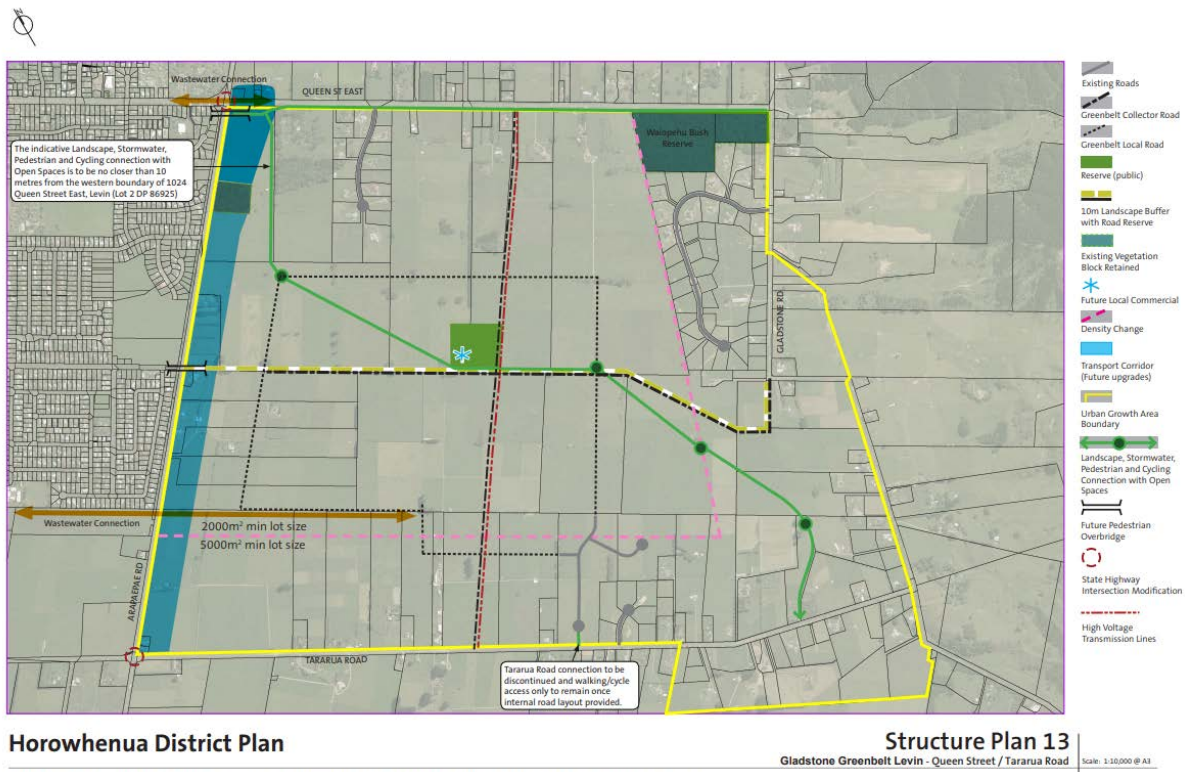 N
Wastewater Connection
QUEEN ST EAST
The indicative Landscape, Stormwater,
Pedestrian and Cycling connection with
Open Spaces is to be no closer than 10
metres from the western boundary of 1024
Queen Street East, Levin (Lot 2 DP 86925)
Waiopehu Bush
Reserve
GLADSTONE RD
Wastewater Connection
2000m² min lot size
5000m² min lot size
ARAPAEPAE RD
TARARUA ROAD
Tararua Road connection to be
discontinued and walking/cycle
access only to remain once
internal road layout provided.
Existing Roads
Greenbelt Collector Road
Greenbelt Local Road
Reserve (public)
10m Landscape Buffer
with Road Reserve
Existing Vegetation
Block Retained
Future Local Commercial
Density Change
Transport Corridor
(Future upgrades)
Urban Growth Area
Boundary
Landscape, Stormwater,
Pedestrian and Cycling
Connection with Open
Spaces
Future Pedestrian
Overbridge
State Highway
Intersection Modification
High Voltage
Transmission Lines
Horowhenua District Plan
Structure Plan 13
Gladstone Greenbelt Levin - Queen Street / Tararua Road
Scale: 1:10,000 @ A3